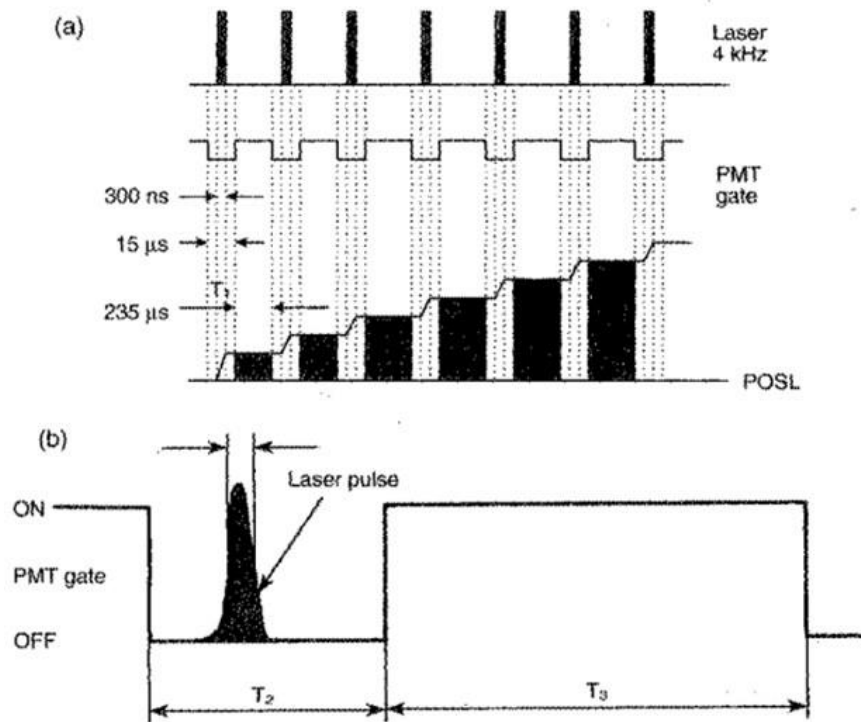 (a)
Laser
4 kHz
PMT
gate
300 ns
15 μs
T₁
235 μs
POSL
(b)
Laser pulse
ON
PMT gate
OFF
T₂
T₃